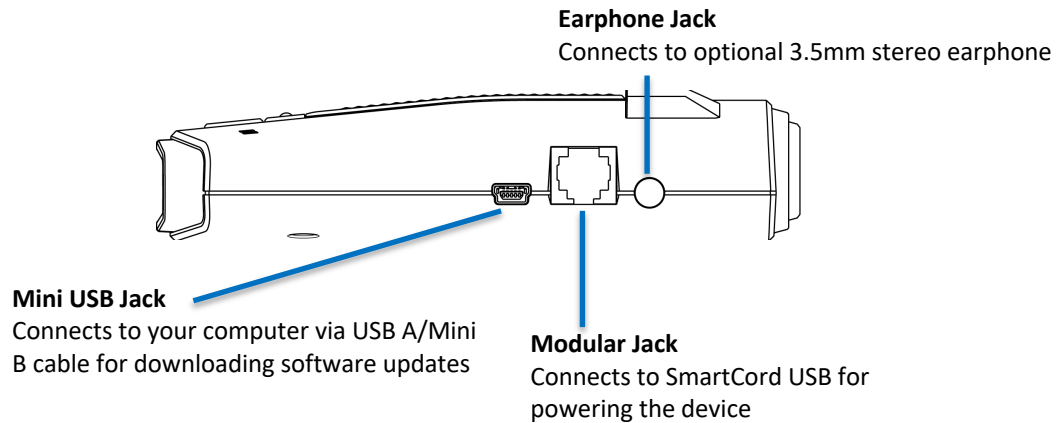 Earphone Jack
Connects to optional 3.5mm stereo earphone
Mini USB Jack
Connects to your computer via USB A/Mini
B cable for downloading software updates
Modular Jack
Connects to SmartCord USB for
powering the device